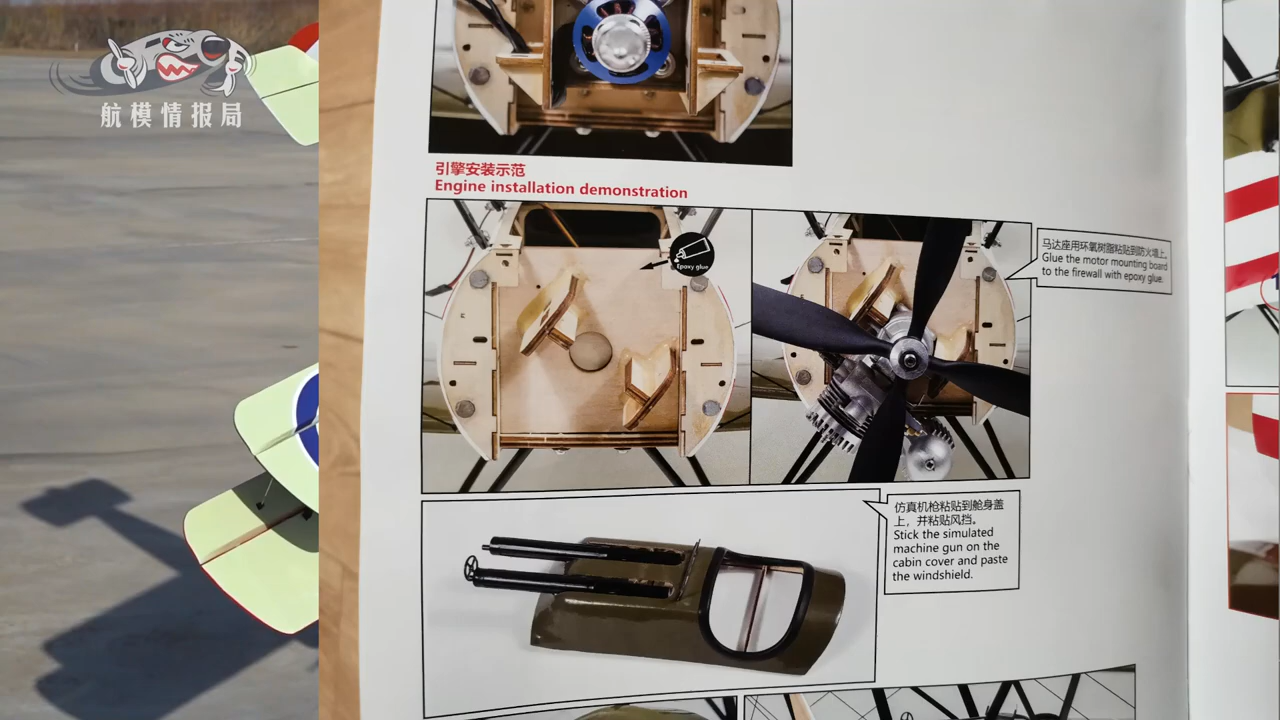 航模情报局
引擎安装示范
Engine installation demonstration
Epoxy glue
马达座用环氧树脂粘贴到防火墙上。
Glue the motor mounting board
to the firewall with epoxy glue.
仿真机枪粘贴到舱身盖
上，并粘贴风挡。
Stick the simulated
machine gun on the
cabin cover and paste
the windshield.